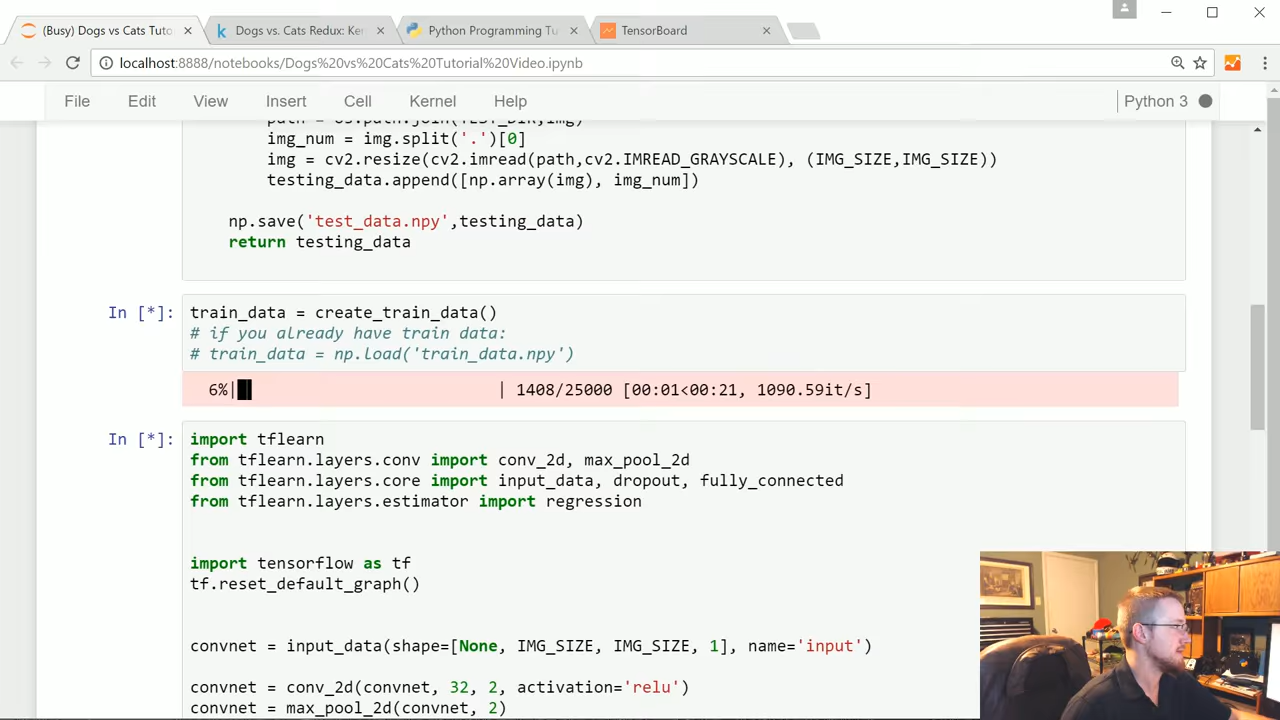 (Busy) Dogs vs Cats Tuto
Dogs vs. Cats Redux: Ker
Python Programming Tu
TensorBoard
localhost:8888/notebooks/Dogs%20vs%20Cats%20Tutorial%20Video.ipynb
File Edit View Insert Cell Kernel Help Python 3
path = os.path.join(TEST_DIR,img)
img_num = img.split('.')[0]
img = cv2.resize(cv2.imread(path,cv2.IMREAD_GRAYSCALE), (IMG_SIZE,IMG_SIZE))
testing_data.append([np.array(img), img_num])
np.save('test_data.npy',testing_data)
return testing_data
In [*]: train_data = create_train_data()
# if you already have train data:
# train_data = np.load('train_data.npy')
6%| | 1408/25000 [00:01<00:21, 1090.59it/s]
In [*]: import tflearn
from tflearn.layers.conv import conv_2d, max_pool_2d
from tflearn.layers.core import input_data, dropout, fully_connected
from tflearn.layers.estimator import regression
import tensorflow as tf
tf.reset_default_graph()
convnet = input_data(shape=[None, IMG_SIZE, IMG_SIZE, 1], name='input')
convnet = conv_2d(convnet, 32, 2, activation='relu')
convnet = max_pool_2d(convnet, 2)